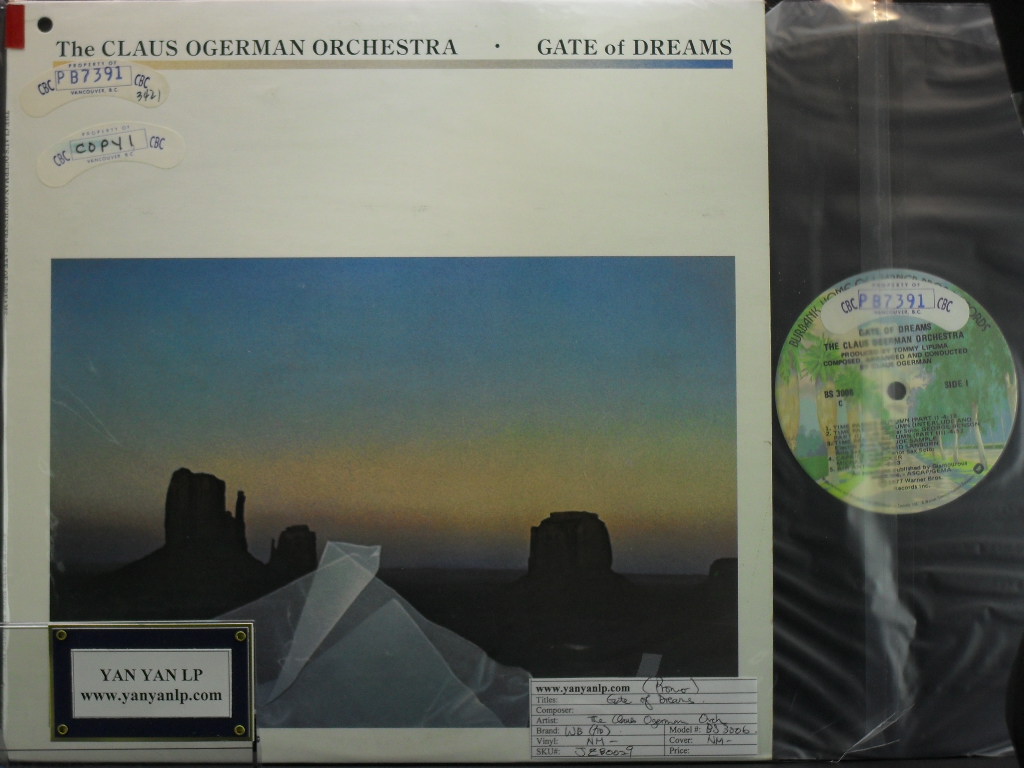 The CLAUS OGERMAN ORCHESTRA • GATE of DREAMS
PROPERTY OF
CBC PB7391 CBC
VANCOUVER, B.C.
3421
PROPERTY OF
CBC COPY 1 CBC
VANCOUVER B.C.
PROPERTY OF
CBC PB7391 CBC
VANCOUVER, B.C.
GATE OF DREAMS
THE CLAUS OGERMAN ORCHESTRA
PRODUCED BY TOMMY LIPUMA
COMPOSED, ARRANGED AND CONDUCTED
BY CLAUS OGERMAN
BS 3006
SIDE 1
YAN YAN LP
www.yanyanlp.com
www.yanyanlp.com (Promo)
Titles: Gate of Dreams
Composer:
Artist: the Claus Ogerman Orch
Brand: WB Model #: BS 3006
Vinyl: NM- Cover: NM-
SKU#: JZ80029 Price: